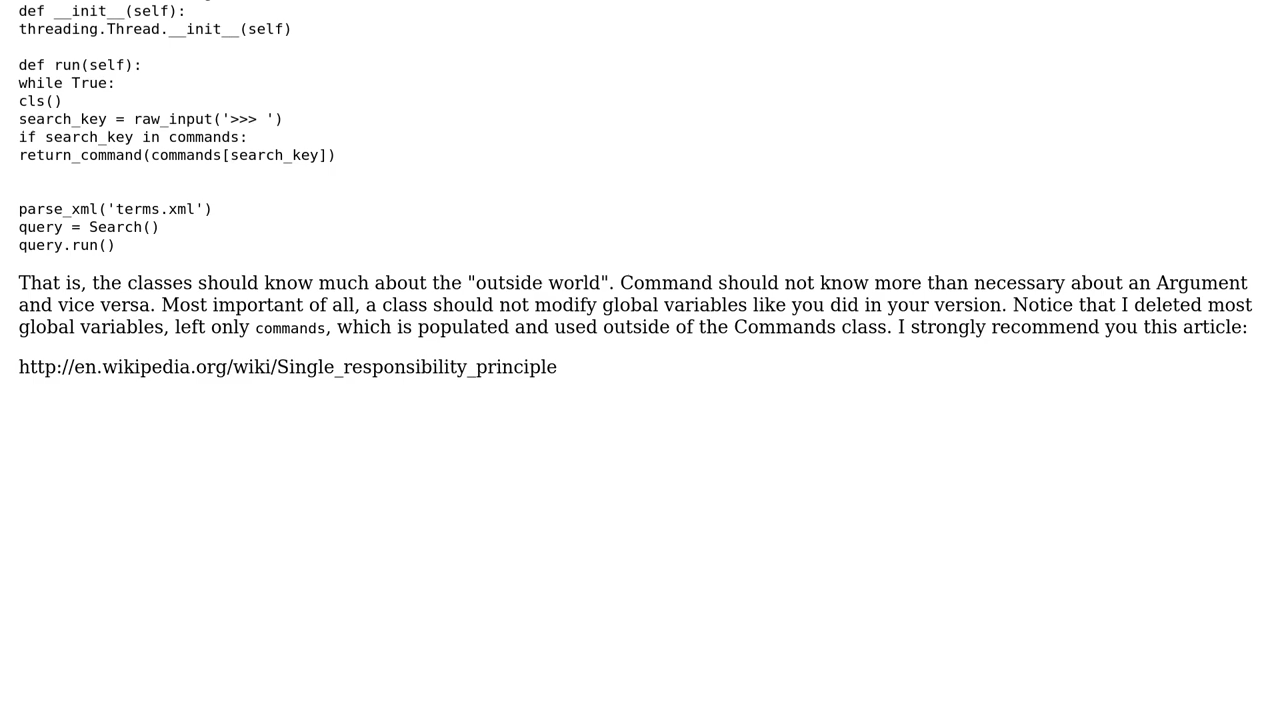 def __init__(self):
threading.Thread.__init__(self)
def run(self):
while True:
cls()
search_key = raw_input('>>> ')
if search_key in commands:
return_command(commands[search_key])
parse_xml('terms.xml')
query = Search()
query.run()
That is, the classes should know much about the "outside world". Command should not know more than necessary about an Argument
and vice versa. Most important of all, a class should not modify global variables like you did in your version. Notice that I deleted most
global variables, left only commands, which is populated and used outside of the Commands class. I strongly recommend you this article:
http://en.wikipedia.org/wiki/Single_responsibility_principle